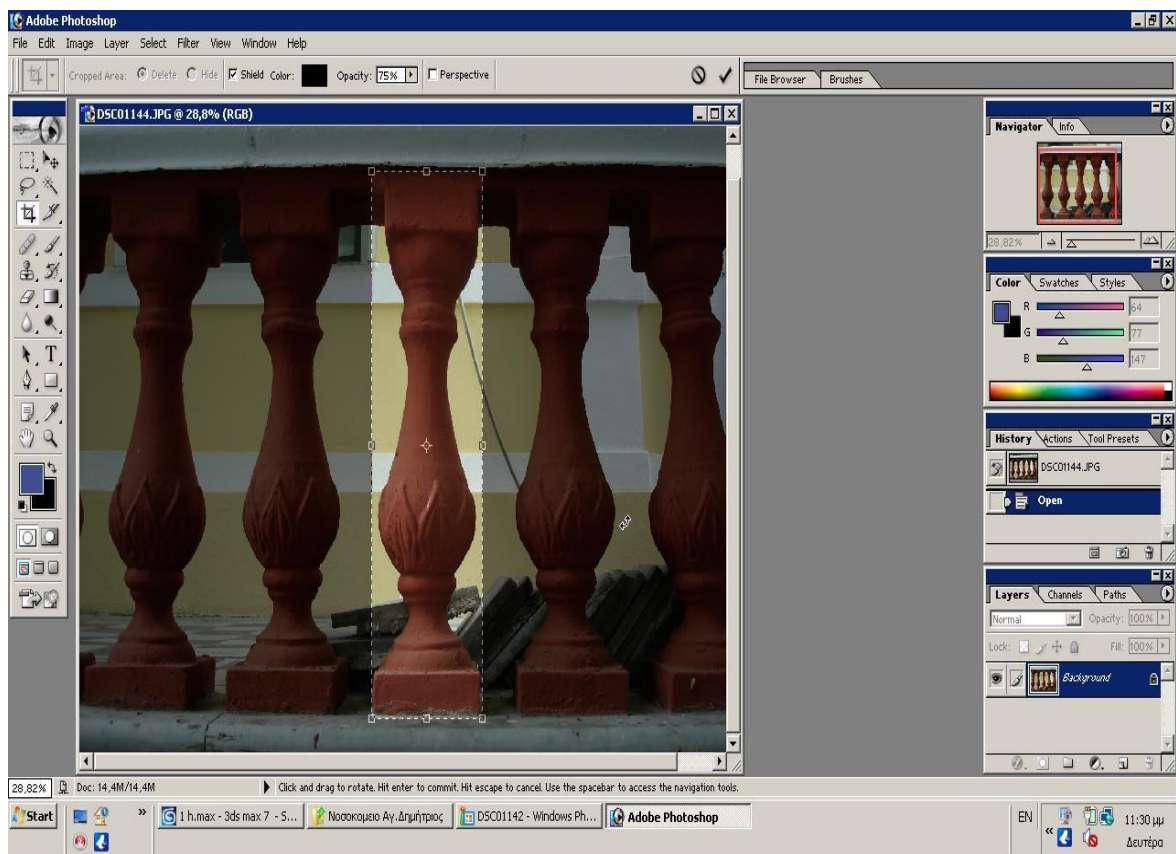 Adobe Photoshop
File Edit Image Layer Select Filter View Window Help
Cropped Area: Delete Hide Shield Color: Opacity: 75% Perspective
File Browser Brushes
DSC01144.JPG @ 28,8% (RGB)
Navigator Info
28,82%
Color Swatches Styles
R 64
G 77
B 147
History Actions Tool Presets
DSC01144.JPG
Open
Layers Channels Paths
Normal Opacity: 100%
Lock: Fill: 100%
Background
28,82% Doc: 14,4M/14,4M Click and drag to rotate. Hit enter to commit. Hit escape to cancel. Use the spacebar to access the navigation tools.
Start » 1 h.max - 3ds max 7 - S... Νοσοκομειο Αγ.Δημήτριος DSC01142 - Windows Ph... Adobe Photoshop EN « 11:30 μμ
Δευτέρα